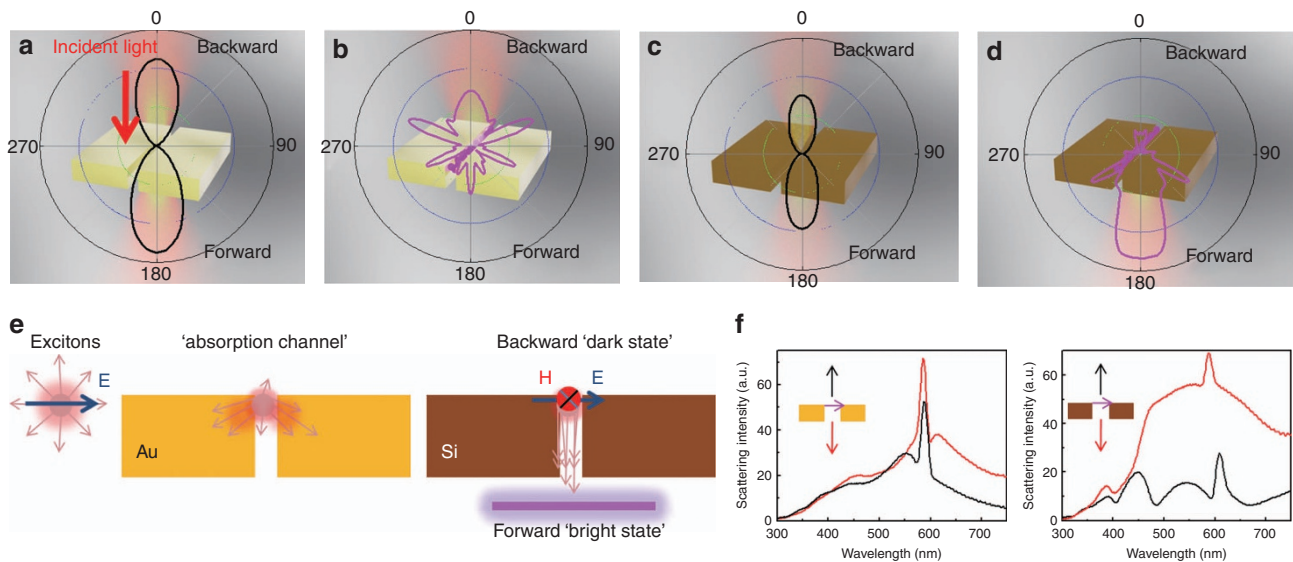 a
Incident light
0
Backward
270
90
Forward
180
b
0
Backward
270
90
Forward
180
c
0
Backward
270
90
Forward
180
d
0
Backward
270
90
Forward
180
e
Excitons
E
'absorption channel'
Au
Backward 'dark state'
H
E
Si
Forward 'bright state'
f
Scattering intensity (a.u.)
60
40
20
0
300
400
500
600
700
Wavelength (nm)
Scattering intensity (a.u.)
60
40
20
0
300
400
500
600
700
Wavelength (nm)